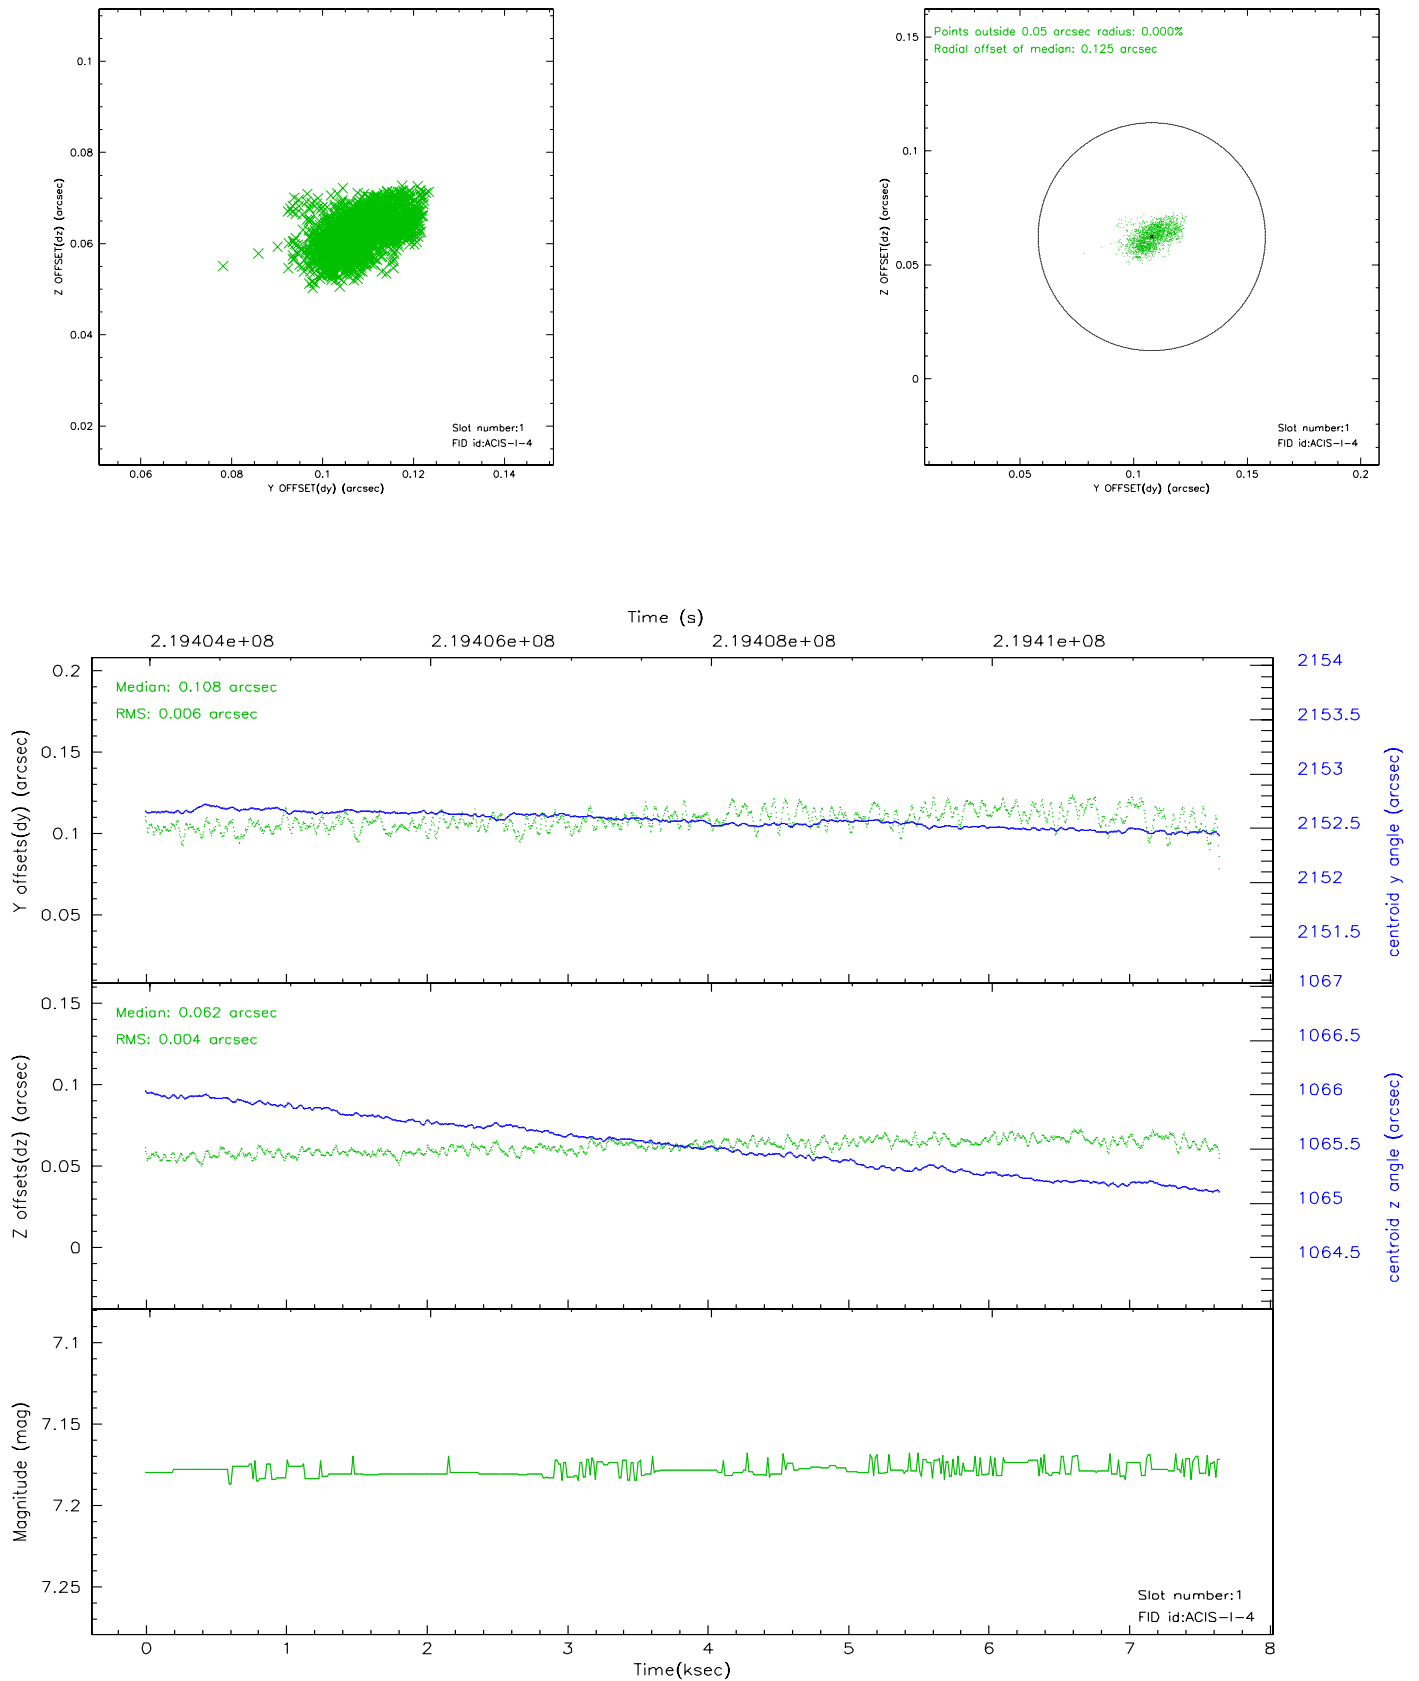 0.1
0.08
0.06
0.04
0.02
Z OFFSET(dz) (arcsec)
Slot number:1
FID id:ACIS-I-4
0.06 0.08 0.1 0.12 0.14
Y OFFSET(dy) (arcsec)
Points outside 0.05 arcsec radius: 0.000%
Radial offset of median: 0.125 arcsec
0.15
0.1
0.05
0
Z OFFSET(dz) (arcsec)
Slot number:1
FID id:ACIS-I-4
0.05 0.1 0.15 0.2
Y OFFSET(dy) (arcsec)
Time (s)
2.19404e+08 2.19406e+08 2.19408e+08 2.1941e+08
Median: 0.108 arcsec
RMS: 0.006 arcsec
0.2
0.15
0.1
0.05
Y offsets(dy) (arcsec)
2154
2153.5
2153
2152.5
2152
2151.5
centroid y angle (arcsec)
Median: 0.062 arcsec
RMS: 0.004 arcsec
0.15
0.1
0.05
0
Z offsets(dz) (arcsec)
1067
1066.5
1066
1065.5
1065
1064.5
centroid z angle (arcsec)
7.1
7.15
7.2
7.25
Magnitude (mag)
Slot number:1
FID id:ACIS-I-4
0 1 2 3 4 5 6 7 8
Time(ksec)